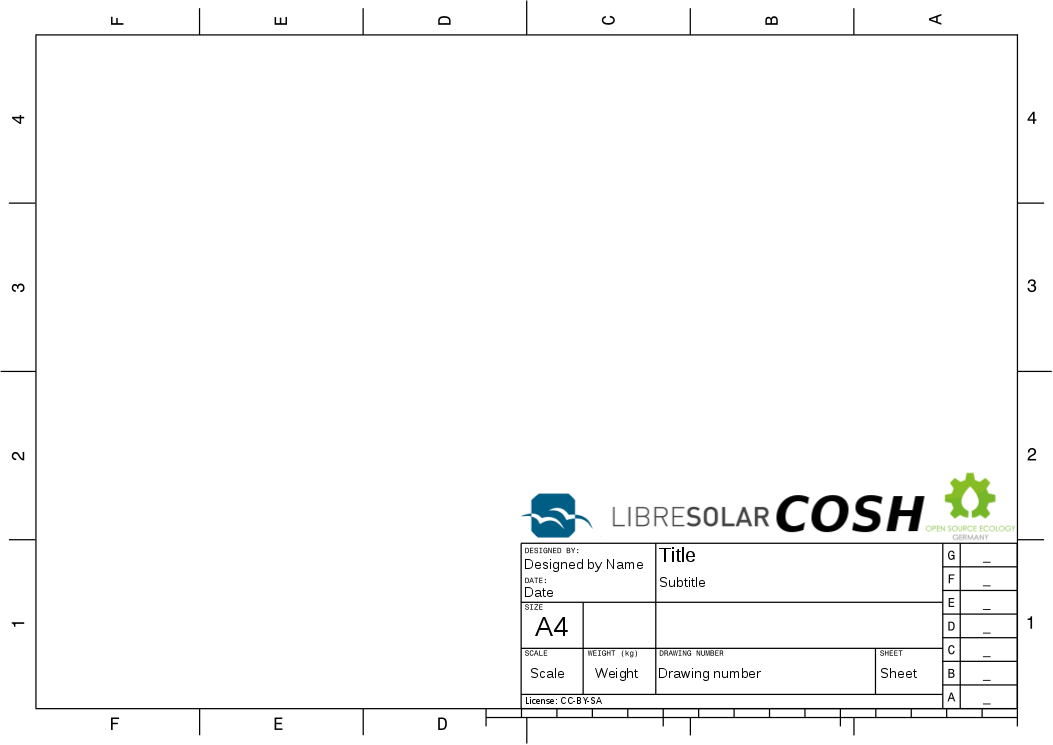 F E D C B A
4 4
3 3
2 2
LIBRESOLAR COSH
OPEN SOURCE ECOLOGY
GERMANY
DESIGNED BY:
Designed by Name
DATE:
Date
Title
Subtitle
SIZE
A4
SCALE
Scale
WEIGHT (kg)
Weight
DRAWING NUMBER
Drawing number
SHEET
Sheet
License: CC-BY-SA
G _
F _
E _
D _
C _
B _
A _
1 1
F E D